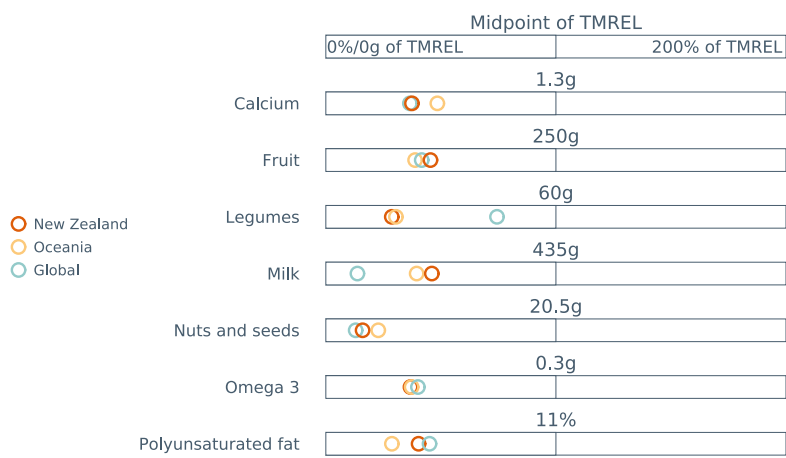 Midpoint of TMREL
0%/0g of TMREL 200% of TMREL
1.3g
Calcium
250g
Fruit
60g
Legumes
New Zealand
Oceania
Global
435g
Milk
20.5g
Nuts and seeds
0.3g
Omega 3
11%
Polyunsaturated fat